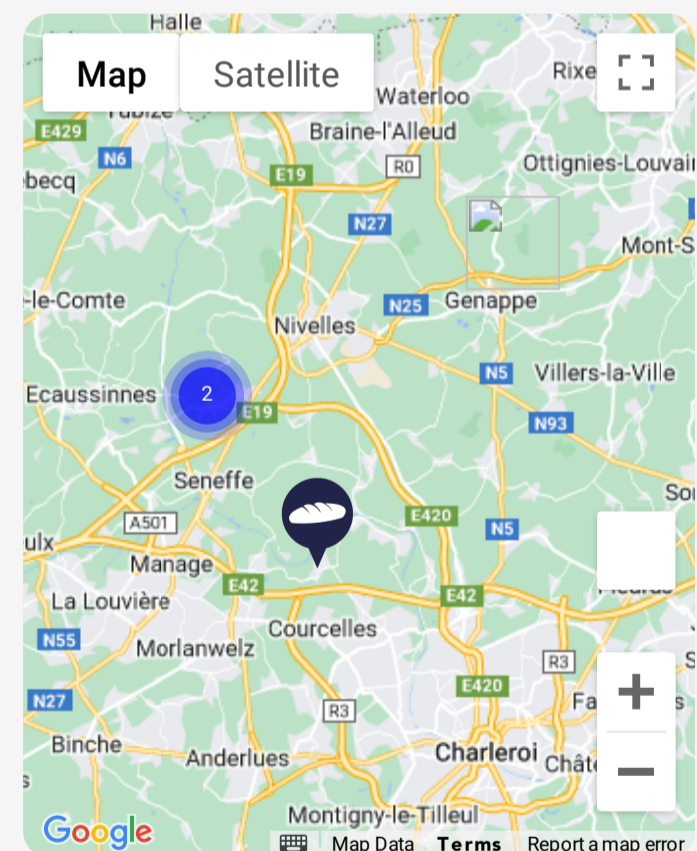 Halle
Map
Satellite
Rixe
Waterloo
Tubize
E429
Braine-l'Alleud
N6
R0
Ottignies-Louvain
becq
E19
N27
Mont-S
-le-Comte
N25
Genappe
Nivelles
N5
Villers-la-Ville
Ecaussinnes
2
E19
N93
Seneffe
So
A501
E420
N5
ulx
Manage
E42
E42
La Louvière
Courcelles
N55
Morlanwelz
R3
S
E420
N27
R3
Fa
s
Binche
Anderlues
Charleroi
Châte
s
Montigny-le-Tilleul
Google
Map Data
Terms
Report a map error